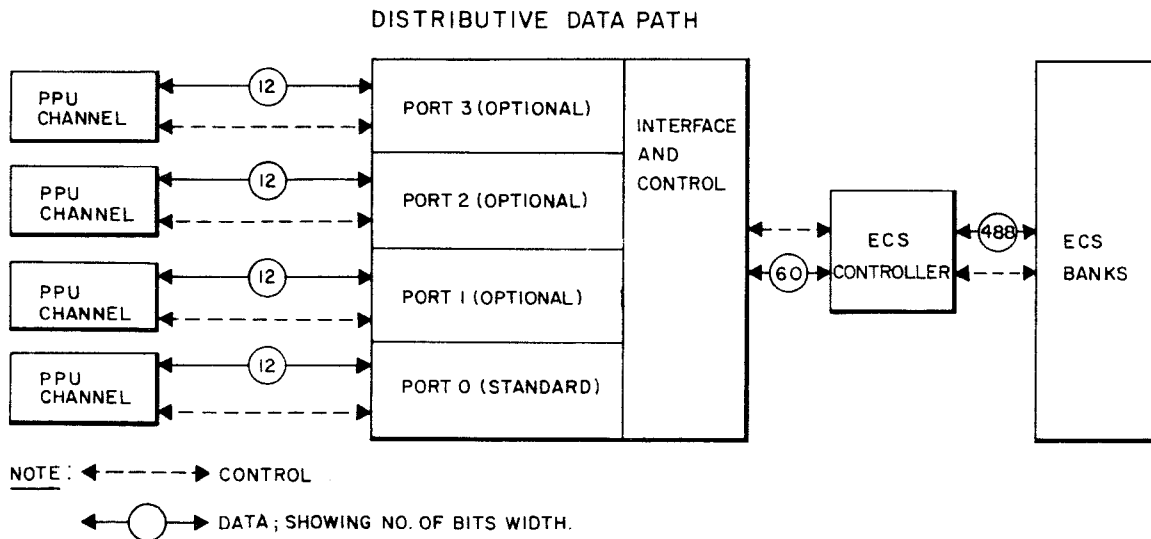 DISTRIBUTIVE DATA PATH
PPU
CHANNEL
12
PORT 3 (OPTIONAL)
PPU
CHANNEL
12
PORT 2 (OPTIONAL)
PPU
CHANNEL
12
PORT 1 (OPTIONAL)
PPU
CHANNEL
12
PORT 0 (STANDARD)
INTERFACE
AND
CONTROL
60
ECS
CONTROLLER
488
ECS
BANKS
NOTE: CONTROL
DATA; SHOWING NO. OF BITS WIDTH.